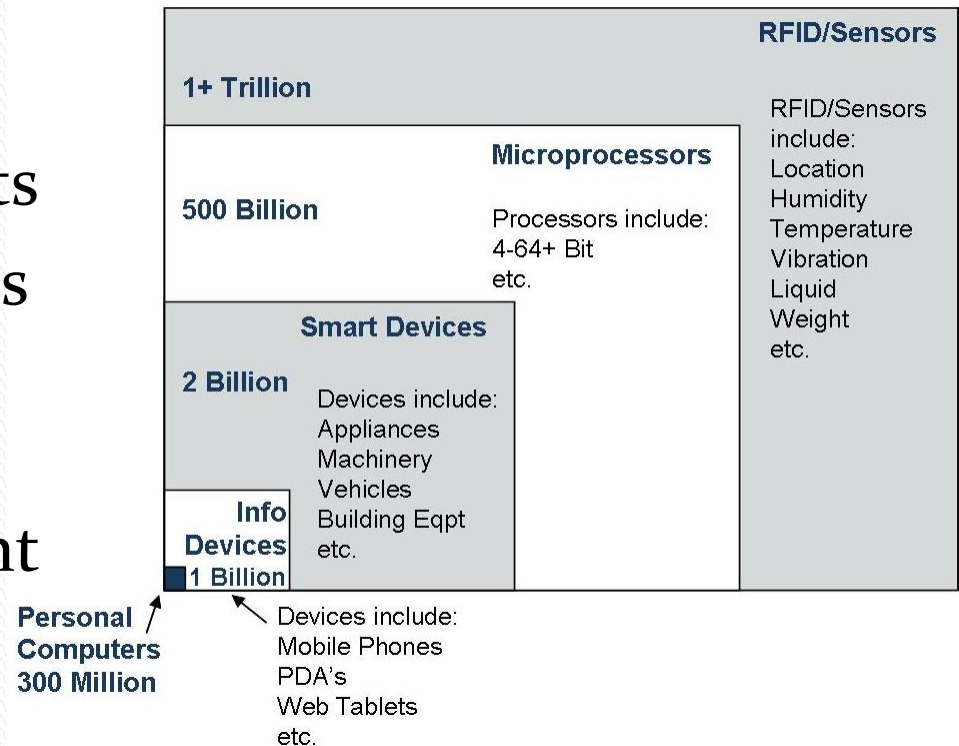 ts
s
nt
RFID/Sensors
1+ Trillion
RFID/Sensors
include:
Location
Humidity
Temperature
Vibration
Liquid
Weight
etc.
Microprocessors
500 Billion
Processors include:
4-64+ Bit
etc.
Smart Devices
2 Billion
Devices include:
Appliances
Machinery
Vehicles
Building Eqpt
etc.
Info
Devices
1 Billion
Personal
Computers
300 Million
Devices include:
Mobile Phones
PDA's
Web Tablets
etc.